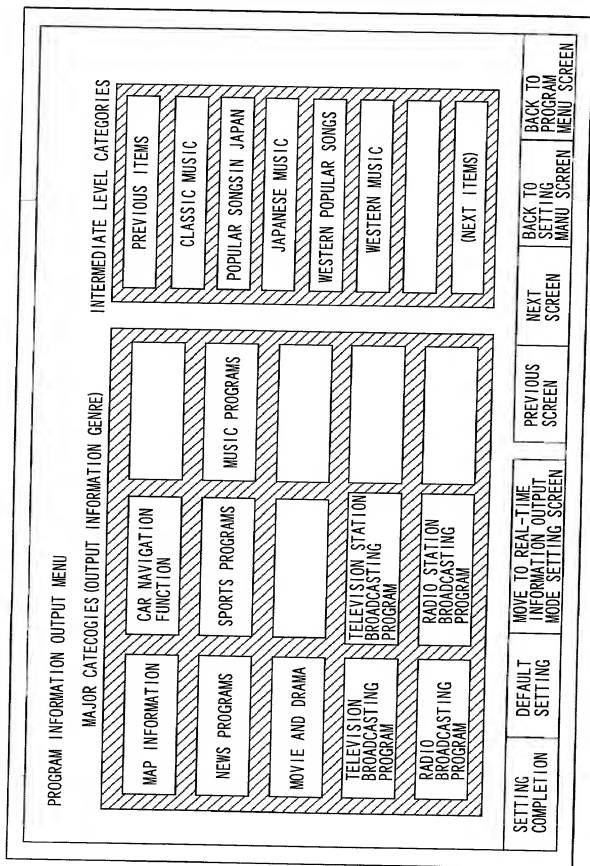 PROGRAM INFORMATION OUTPUT MENU
MAJOR CATECOGIES (OUTPUT INFORMATION GENRE)
MAP INFORMATION
CAR NAVIGATION
FUNCTION
NEWS PROGRAMS
SPORTS PROGRAMS
MUSIC PROGRAMS
MOVIE AND DRAMA
TELEVISION
BROADCASTING
PROGRAM
TELEVISION STATION
BROADCASTING
PROGRAM
RADIO
BROADCASTING
PROGRAM
RADIO STATION
BROADCASTING
PROGRAM
INTERMEDIATE LEVEL CATEGORIES
PREVIOUS ITEMS
CLASSIC MUSIC
POPULAR SONGSIN JAPAN
JAPANESE MUSIC
WESTERN POPULAR SONGS
WESTERN MUSIC
(NEXT ITEMS)
SETTING
COMPLETION
DEFAULT
SETTING
MOVE TO REAL-TIME
INFORMATION OUTPUT
MODE SETTING SCREEN
PREVIOUS
SCREEN
NEXT
SCREEN
BACK TO
SETTING
MANU SCRREN
BACK TO
PROGRAM
MENU SCREEN